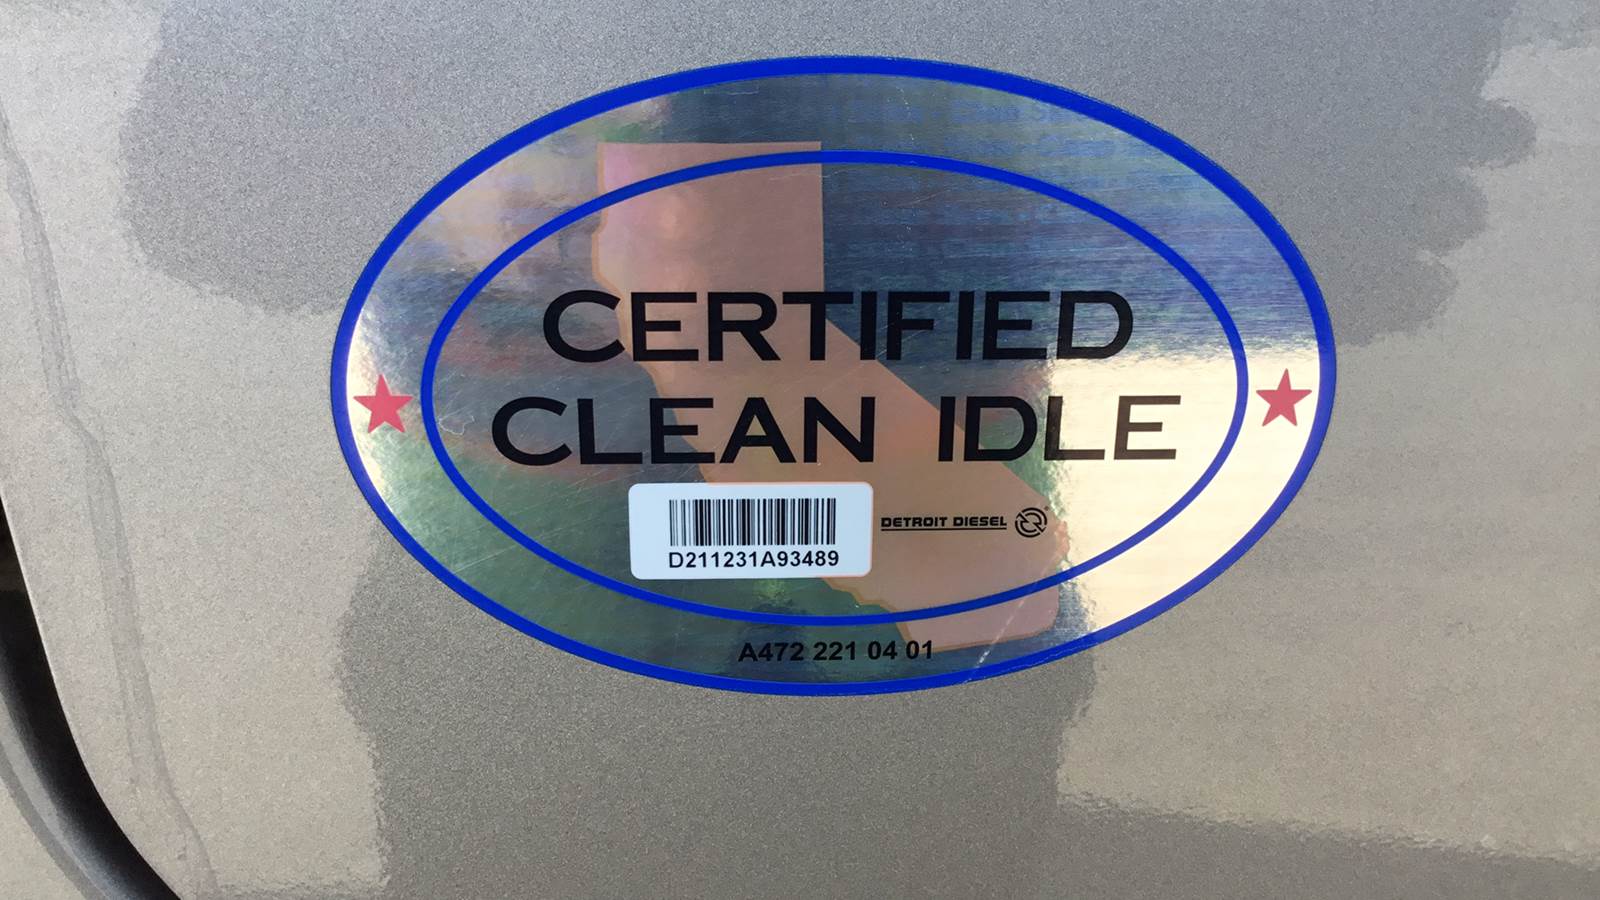 CERTIFIED
CLEAN IDLE
D211231A93489
DETROIT DIESEL
A472 221 04 01